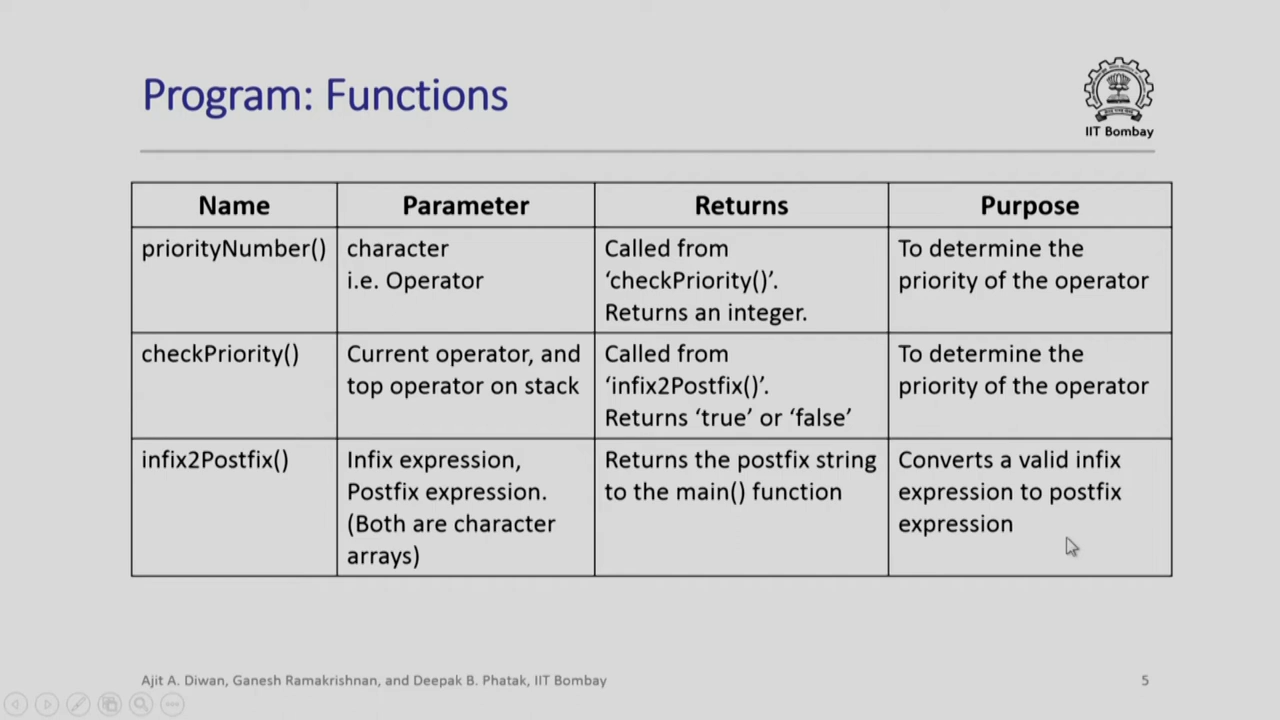 Program: Functions
IIT Bombay
Name Parameter Returns Purpose
priorityNumber()
character
i.e. Operator
Called from
‘checkPriority()’.
Returns an integer.
To determine the
priority of the operator
checkPriority()
Current operator, and
top operator on stack
Called from
‘infix2Postfix()’.
Returns ‘true’ or ‘false’
To determine the
priority of the operator
infix2Postfix()
Infix expression,
Postfix expression.
(Both are character
arrays)
Returns the postfix string
to the main() function
Converts a valid infix
expression to postfix
expression
Ajit A. Diwan, Ganesh Ramakrishnan, and Deepak B. Phatak, IIT Bombay
5